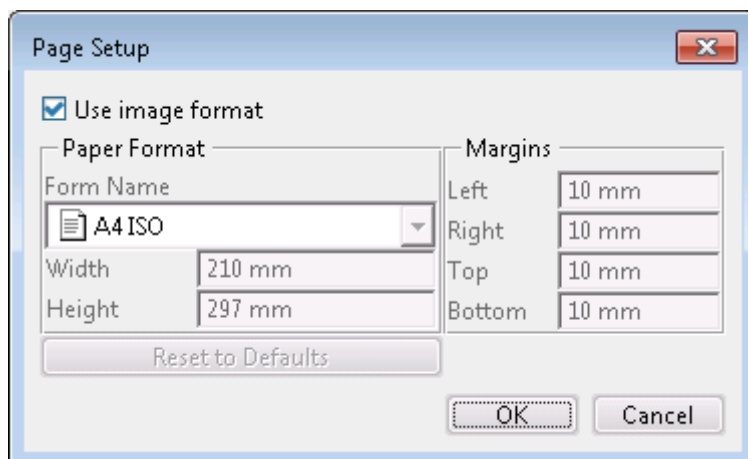 Page Setup
Use image format
Paper Format
Form Name
A4 ISO
Width 210 mm
Height 297 mm
Reset to Defaults
Margins
Left 10 mm
Right 10 mm
Top 10 mm
Bottom 10 mm
OK Cancel